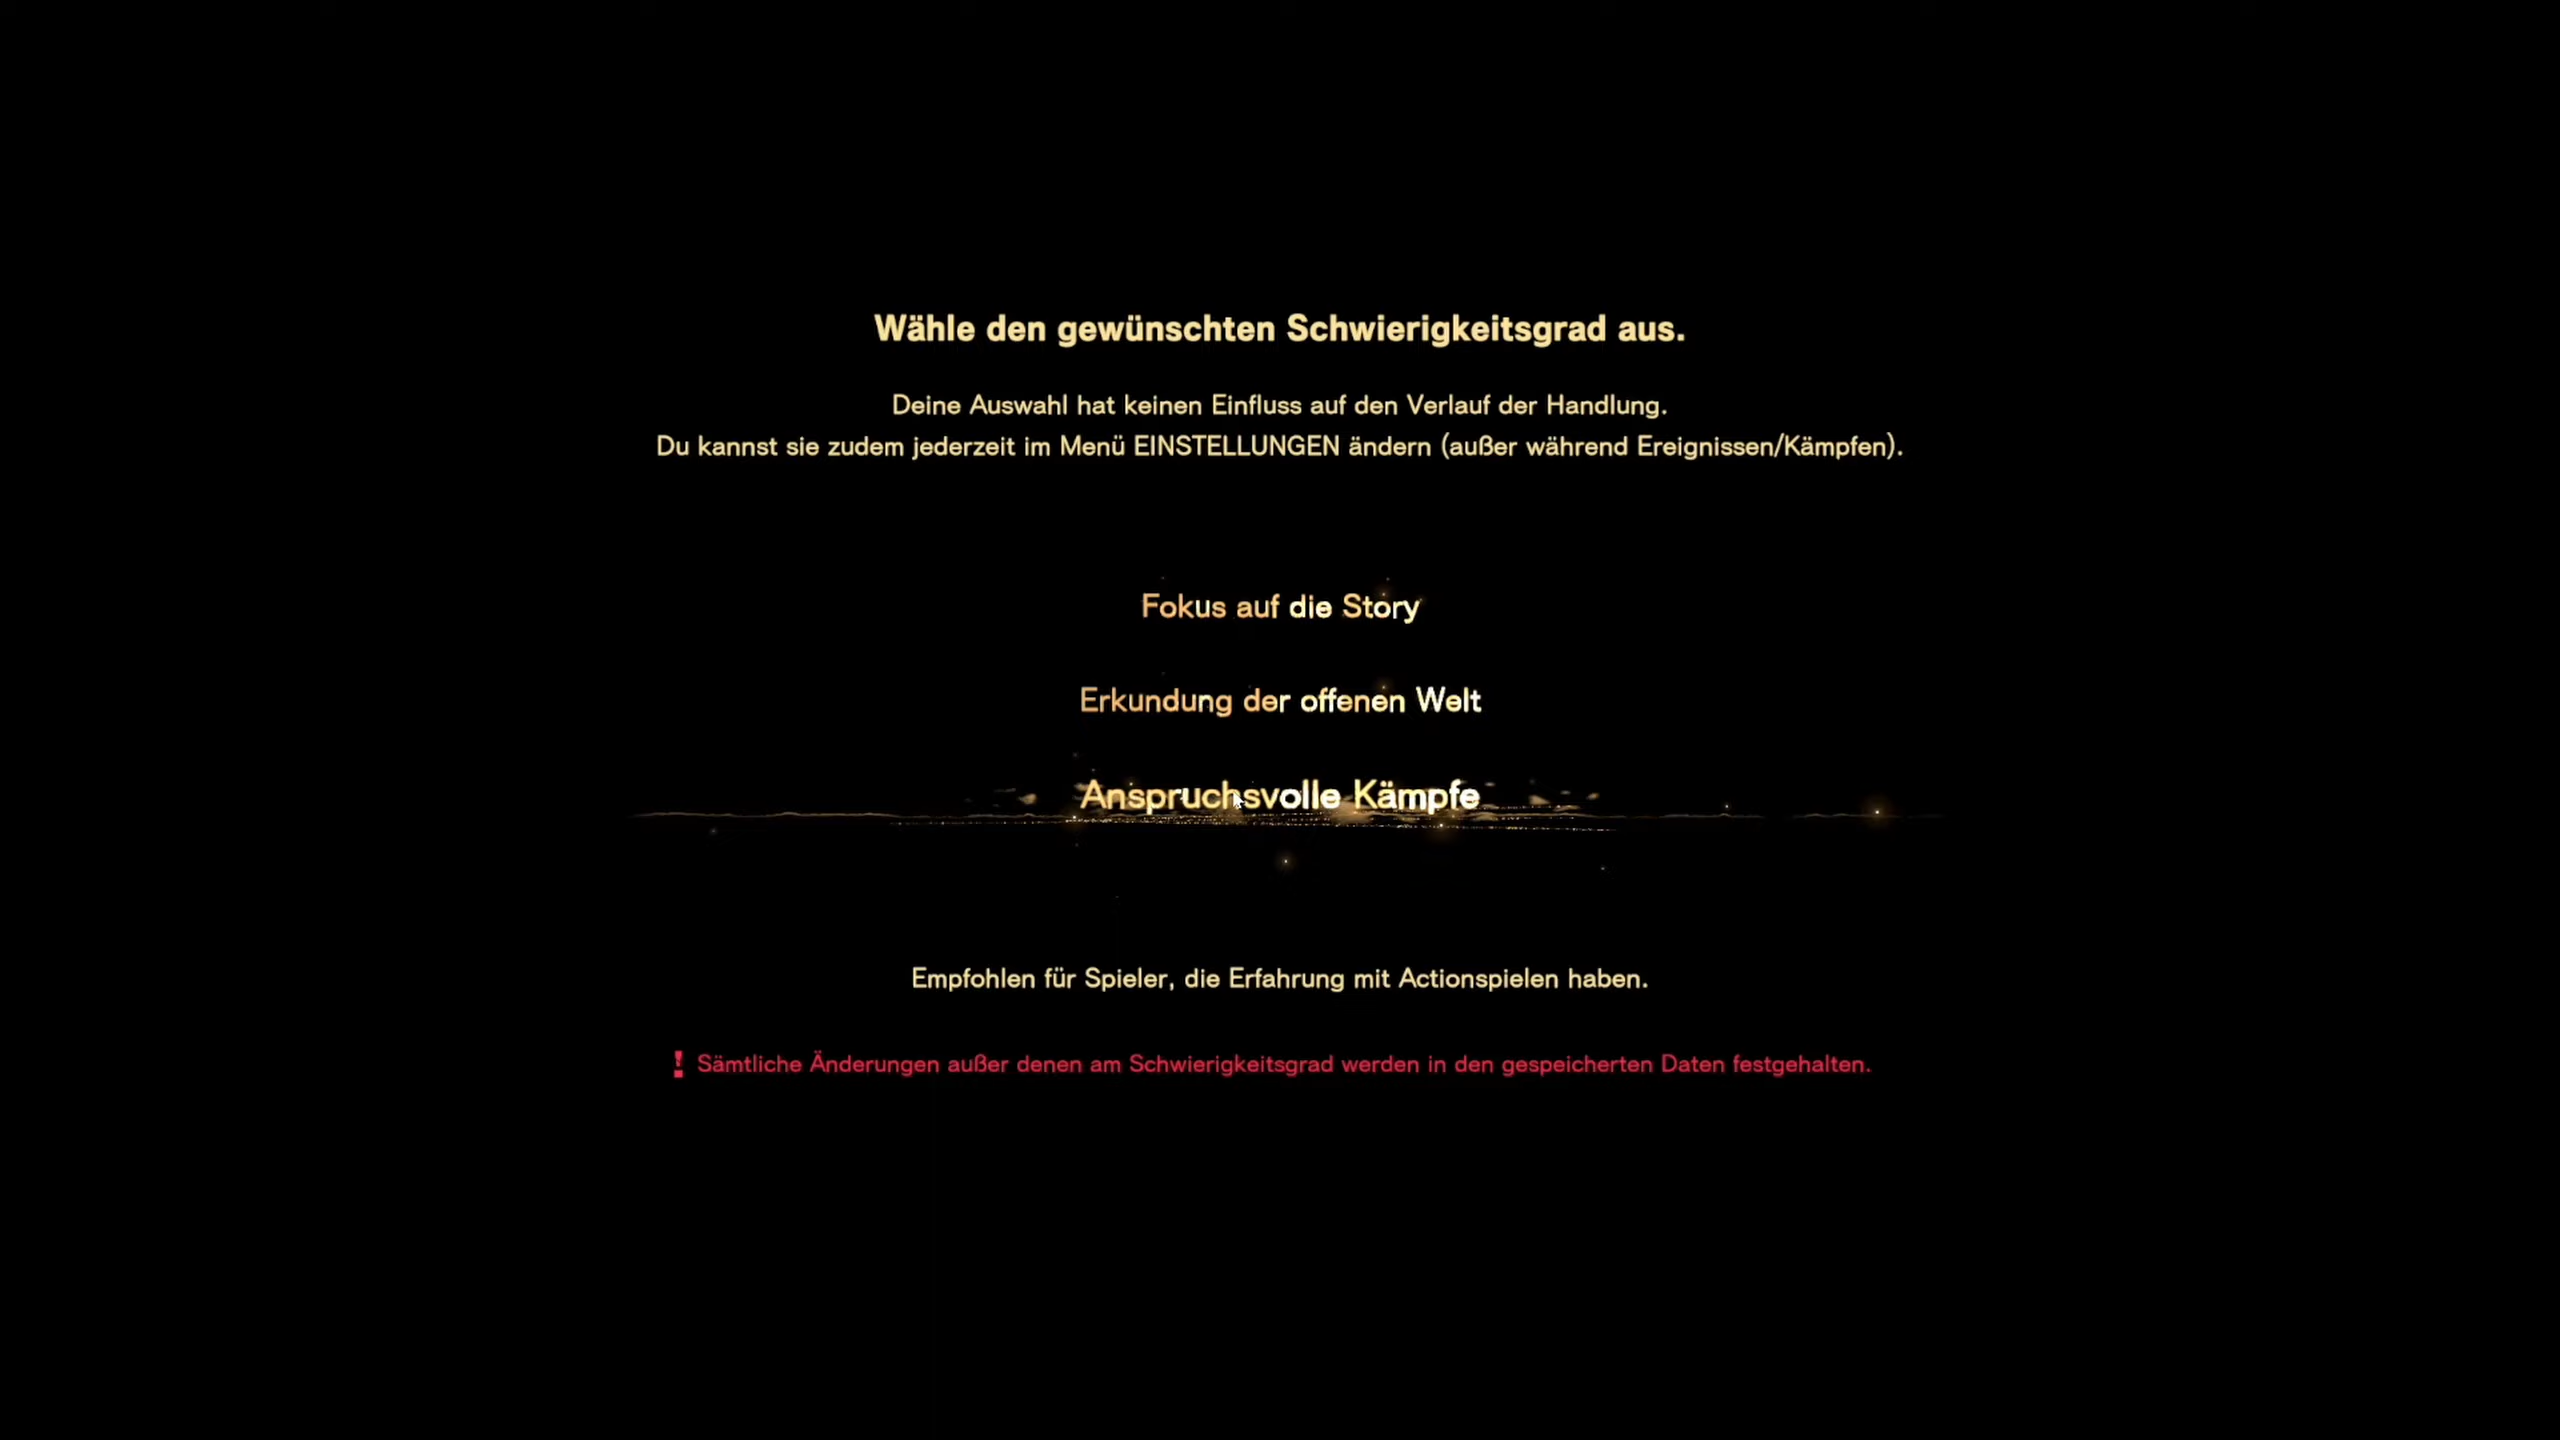 Wähle den gewünschten Schwierigkeitsgrad aus.
Deine Auswahl hat keinen Einfluss auf den Verlauf der Handlung.
Du kannst sie zudem jederzeit im Menü EINSTELLUNGEN ändern (außer während Ereignissen/Kämpfen).
Fokus auf die Story
Erkundung der offenen Welt
Anspruchsvolle Kämpfe
Empfohlen für Spieler, die Erfahrung mit Actionspielen haben.
! Sämtliche Änderungen außer denen am Schwierigkeitsgrad werden in den gespeicherten Daten festgehalten.